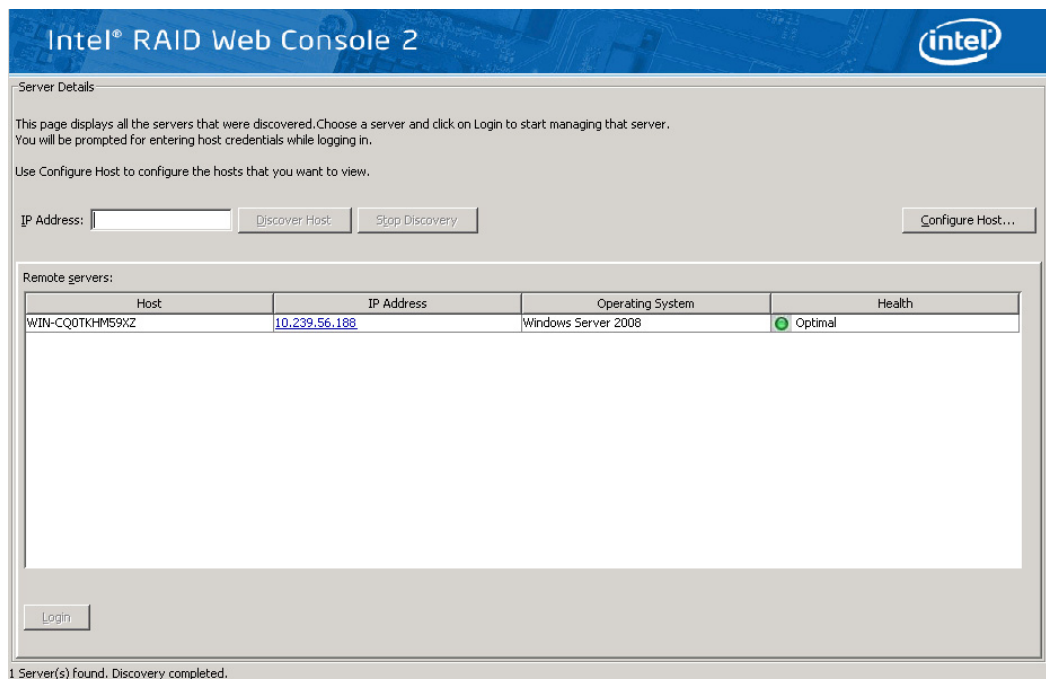 Intel® RAID Web Console 2
intel
Server Details
This page displays all the servers that were discovered.Choose a server and click on Login to start managing that server.
You will be prompted for entering host credentials while logging in.
Use Configure Host to configure the hosts that you want to view.
IP Address: Discover Host Stop Discovery Configure Host...
Remote servers:
Host IP Address Operating System Health
WIN-CQ0TKHM59XZ 10.239.56.188 Windows Server 2008 Optimal
Login
1 Server(s) found. Discovery completed.